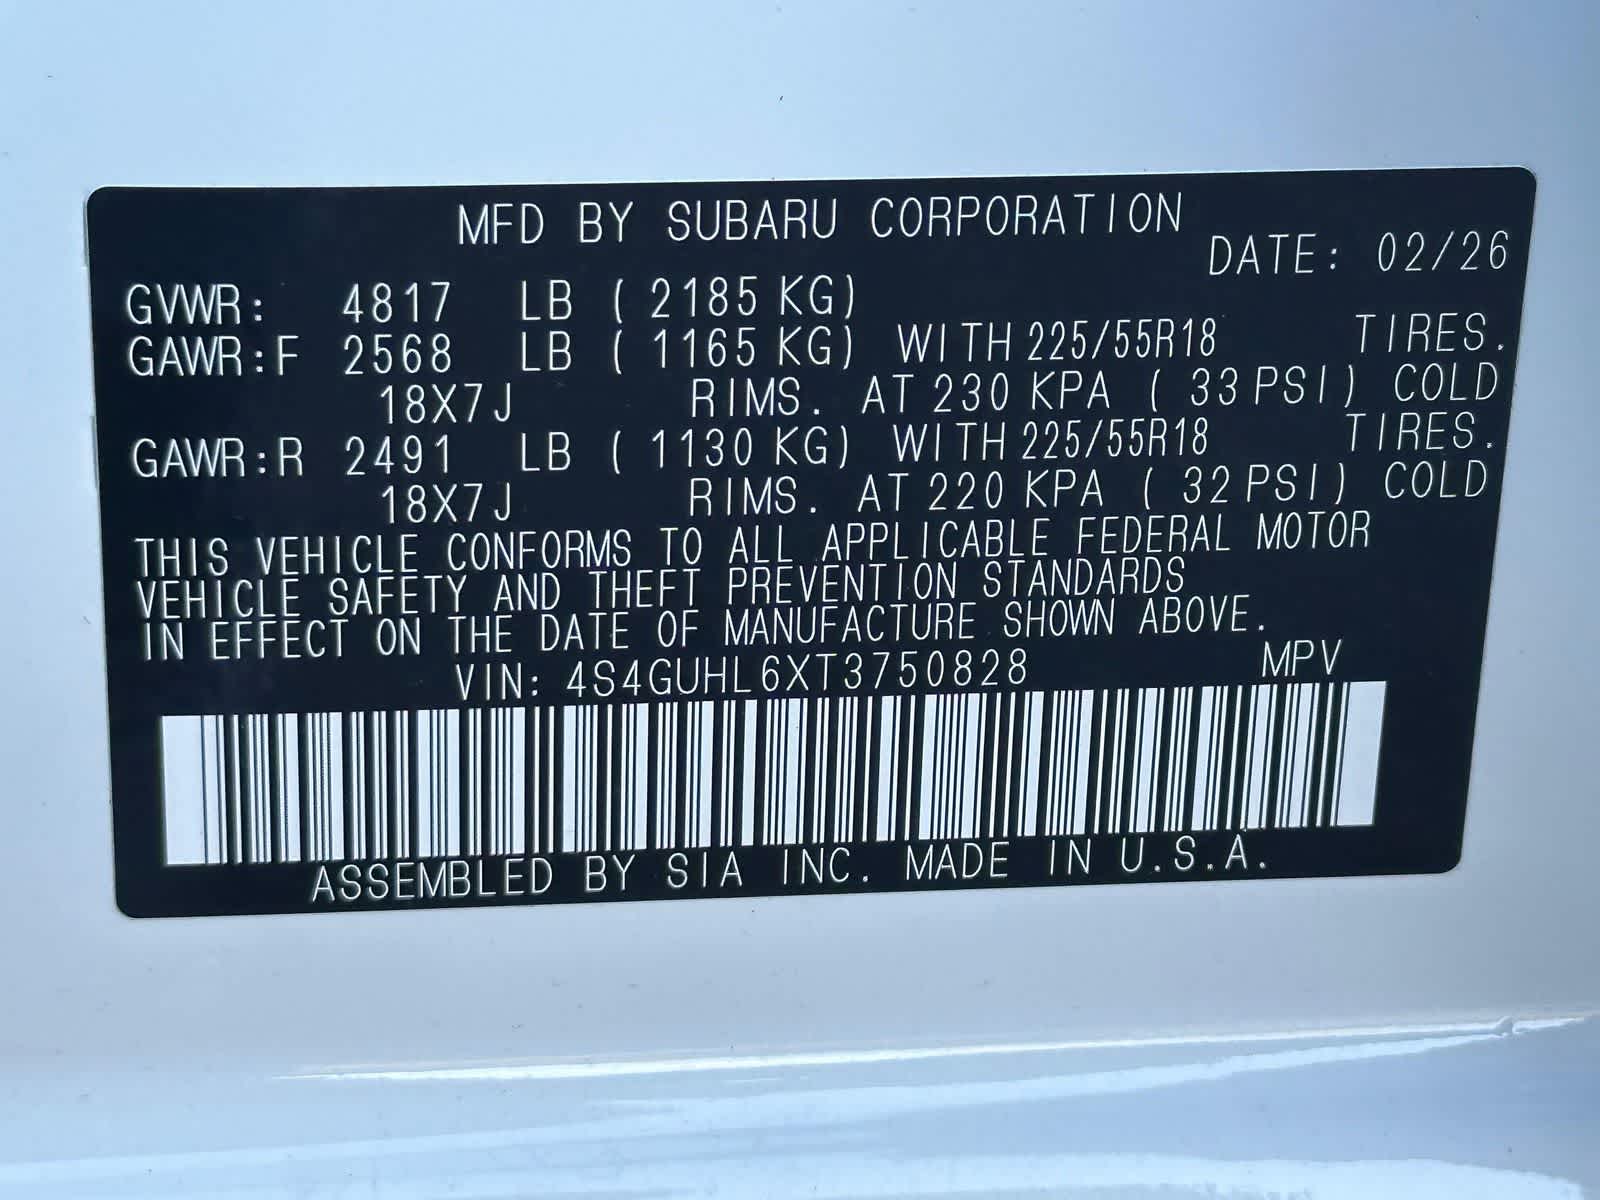 MFD BY SUBARU CORPORATION
DATE: 02/26
GVWR: 4817 LB ( 2185 KG)
GAWR:F 2568 LB ( 1165 KG) WITH 225/55R18 TIRES.
18X7J RIMS. AT 230 KPA ( 33 PSI) COLD
GAWR:R 2491 LB ( 1130 KG) WITH 225/55R18 TIRES.
18X7J RIMS. AT 220 KPA ( 32 PSI) COLD
THIS VEHICLE CONFORMS TO ALL APPLICABLE FEDERAL MOTOR
VEHICLE SAFETY AND THEFT PREVENTION STANDARDS
IN EFFECT ON THE DATE OF MANUFACTURE SHOWN ABOVE.
VIN: 4S4GUHL6XT3750828 MPV
ASSEMBLED BY SIA INC. MADE IN U.S.A.